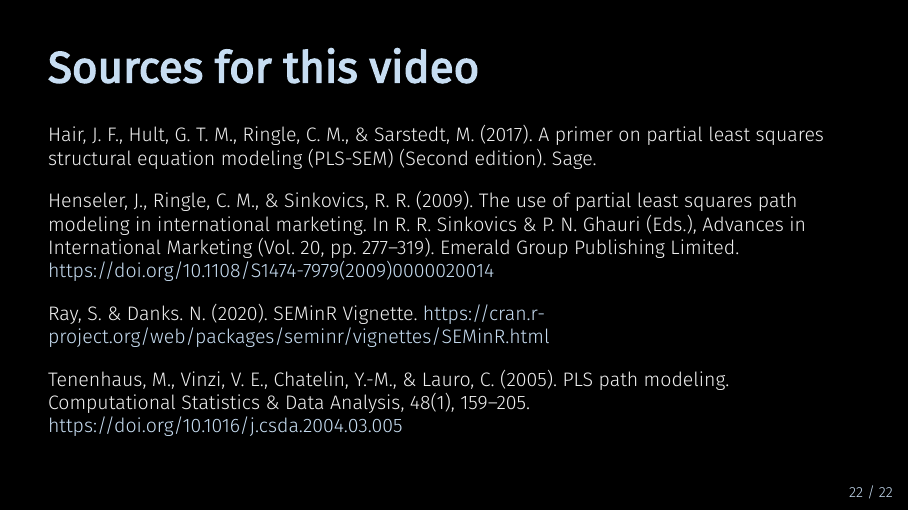 Sources for this video
Hair, J. F., Hult, G. T. M., Ringle, C. M., & Sarstedt, M. (2017). A primer on partial least squares
structural equation modeling (PLS-SEM) (Second edition). Sage.
Henseler, J., Ringle, C. M., & Sinkovics, R. R. (2009). The use of partial least squares path
modeling in international marketing. In R. R. Sinkovics & P. N. Ghauri (Eds.), Advances in
International Marketing (Vol. 20, pp. 277–319). Emerald Group Publishing Limited.
https://doi.org/10.1108/S1474-7979(2009)0000020014
Ray, S. & Danks. N. (2020). SEMinR Vignette. https://cran.r-
project.org/web/packages/seminr/vignettes/SEMinR.html
Tenenhaus, M., Vinzi, V. E., Chatelin, Y.-M., & Lauro, C. (2005). PLS path modeling.
Computational Statistics & Data Analysis, 48(1), 159–205.
https://doi.org/10.1016/j.csda.2004.03.005
22 / 22